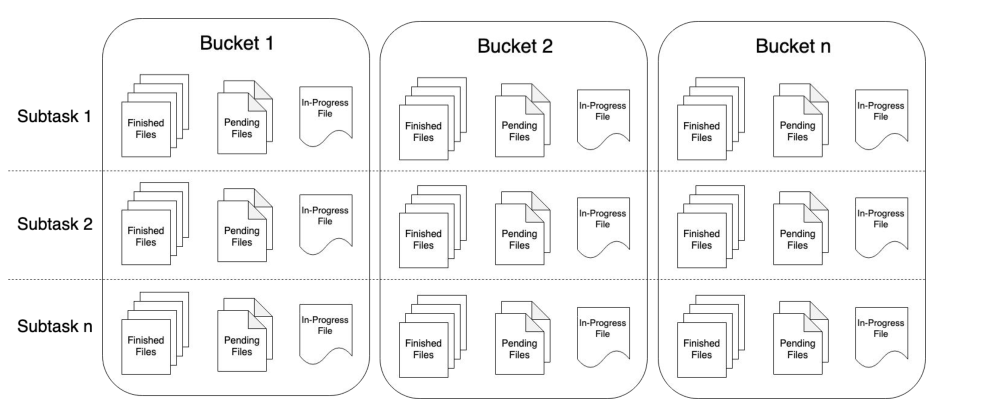 Bucket 1
Bucket 2
Bucket n
Subtask 1
Finished
Files
Pending
Files
In-Progress
File
Finished
Files
Pending
Files
In-Progress
File
Finished
Files
Pending
Files
In-Progress
File
Subtask 2
Finished
Files
Pending
Files
In-Progress
File
Finished
Files
Pending
Files
In-Progress
File
Finished
Files
Pending
Files
In-Progress
File
Subtask n
Finished
Files
Pending
Files
In-Progress
File
Finished
Files
Pending
Files
In-Progress
File
Finished
Files
Pending
Files
In-Progress
File